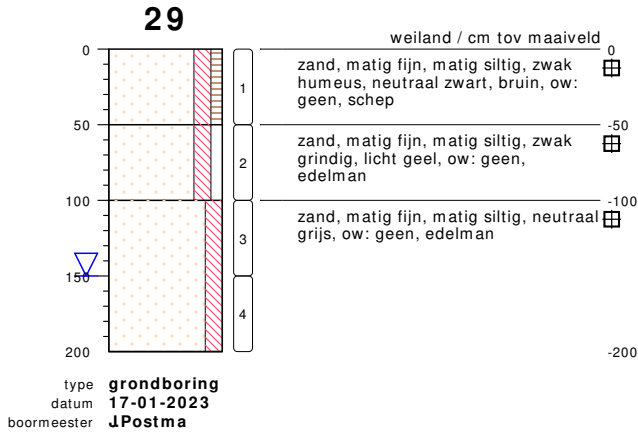 29
weiland / cm tov maaiveld
0
0
zand, matig fijn, matig siltig, zwak
humeus, neutraal zwart, bruin, ow:
geen, schep
1
50
-50
zand, matig fijn, matig siltig, zwak
grindig, licht geel, ow: geen,
edelman
2
100
-100
zand, matig fijn, matig siltig, neutraal
grijs, ow: geen, edelman
3
150
4
200
-200
type grondboring
datum 17-01-2023
boormeester J.Postma